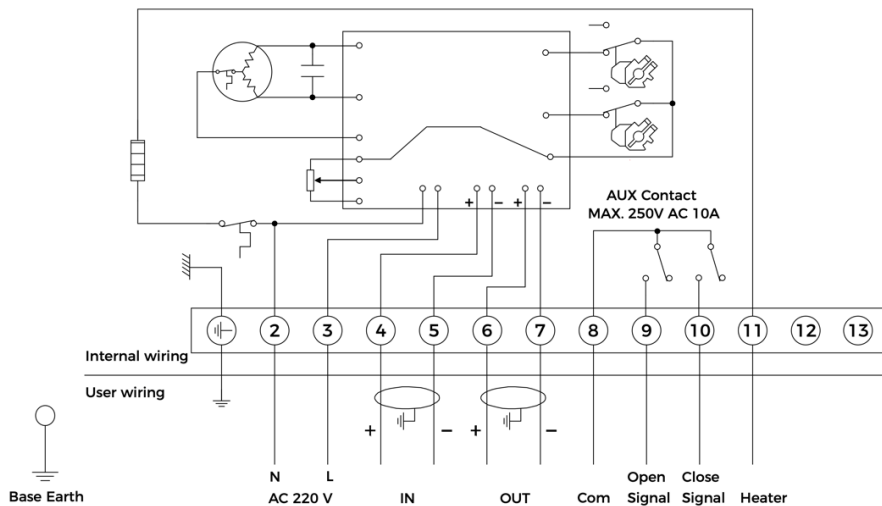 AUX Contact
MAX. 250V AC 10A
+ − + −
2 3 4 5 6 7 8 9 10 11 12 13
Internal wiring
User wiring
+ − + −
N L Open Close
AC 220 V IN OUT Com Signal Signal Heater
Base Earth